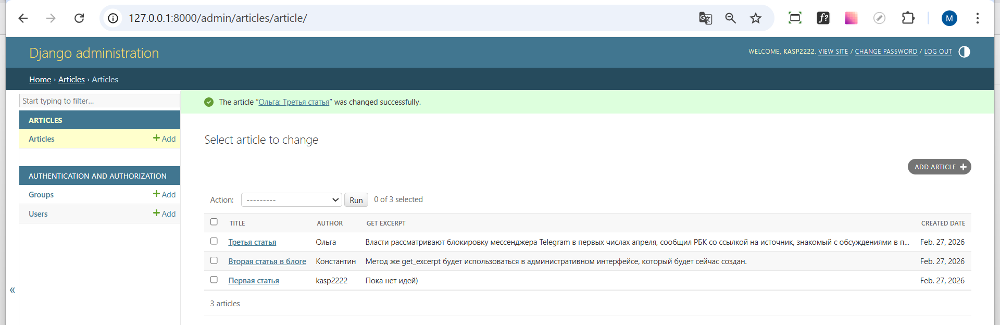 127.0.0.1:8000/admin/articles/article/
M
Django administration
WELCOME, KASP2222. VIEW SITE / CHANGE PASSWORD / LOG OUT
Home › Articles › Articles
Start typing to filter...
The article “Ольга: Третья статья” was changed successfully.
ARTICLES
Articles + Add
AUTHENTICATION AND AUTHORIZATION
Groups + Add
Users + Add
«
Select article to change
ADD ARTICLE +
Action: --------- Run 0 of 3 selected
TITLE AUTHOR GET EXCERPT CREATED DATE
Третья статья Ольга Власти рассматривают блокировку мессенджера Telegram в первых числах апреля, сообщил РБК со ссылкой на источник, знакомый с обсуждениями в п... Feb. 27, 2026
Вторая статья в блоге Константин Метод же get_excerpt будет использоваться в административном интерфейсе, который будет сейчас создан. Feb. 27, 2026
Первая статья kasp2222 Пока нет идей) Feb. 27, 2026
3 articles